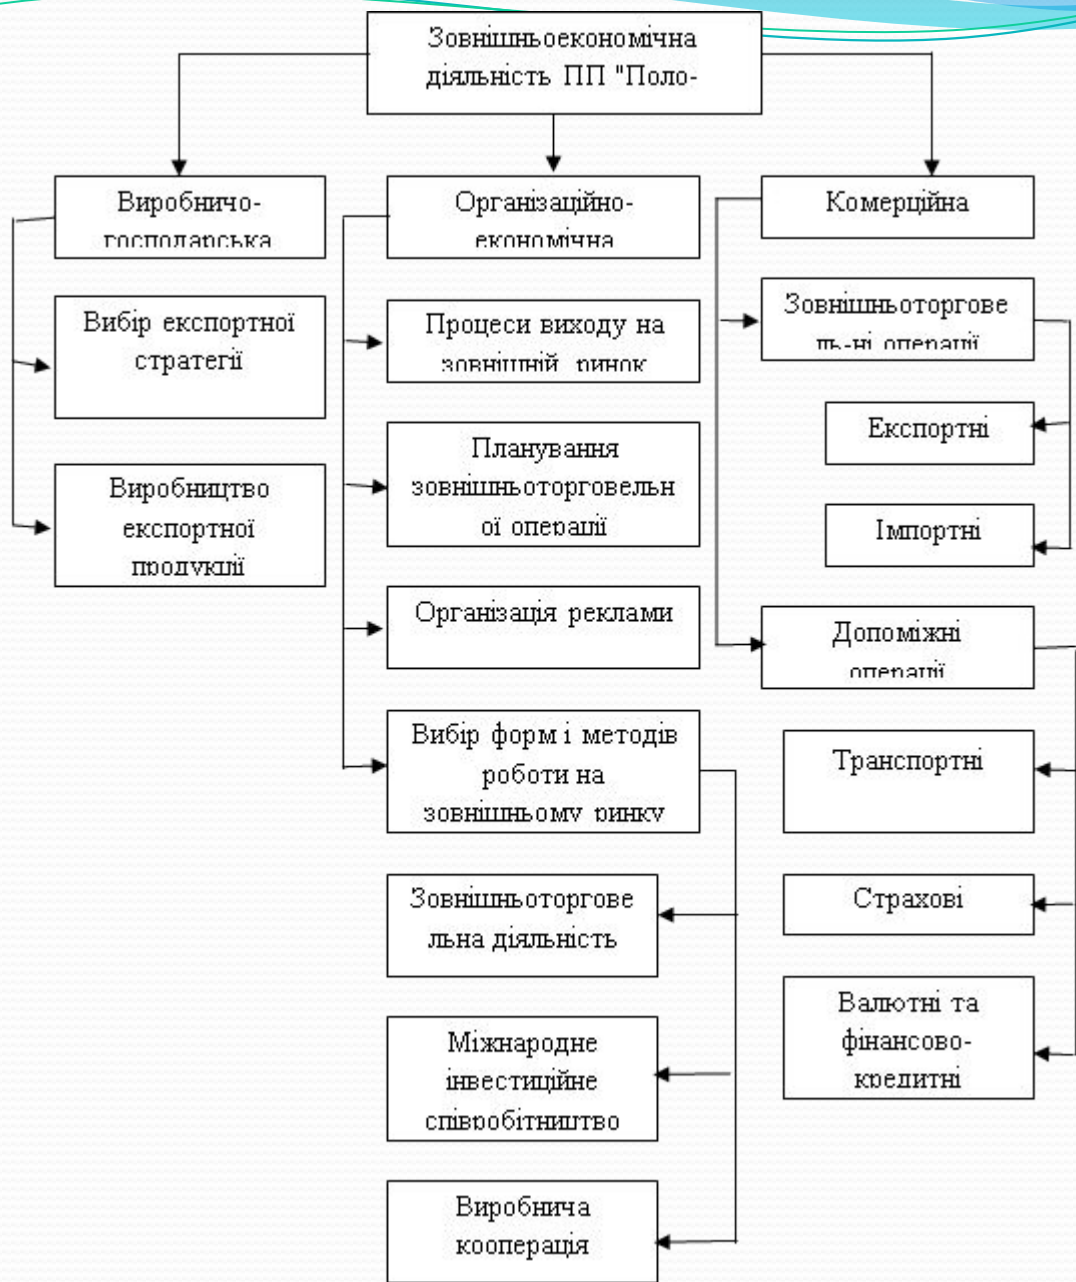 Зовнішньоекономічна
діяльність ПП "Поло-
Виробничо-
господарська
Вибір експортної
стратегії
Виробництво
експортної
продукції
Організаційно-
економічна
Процеси виходу на
зовнішній ринок
Планування
зовнішньоторговельн
ої операції
Організація реклами
Вибір форм і методів
роботи на
зовнішньому ринку
Зовнішньоторгове
льна діяльність
Міжнародне
інвестиційне
співробітництво
Виробнича
кооперація
Комерційна
Зовнішньоторгове
ль-ні операції
Експортні
Імпортні
Допоміжні
операції
Транспортні
Страхові
Валютні та
фінансово-
кредитні